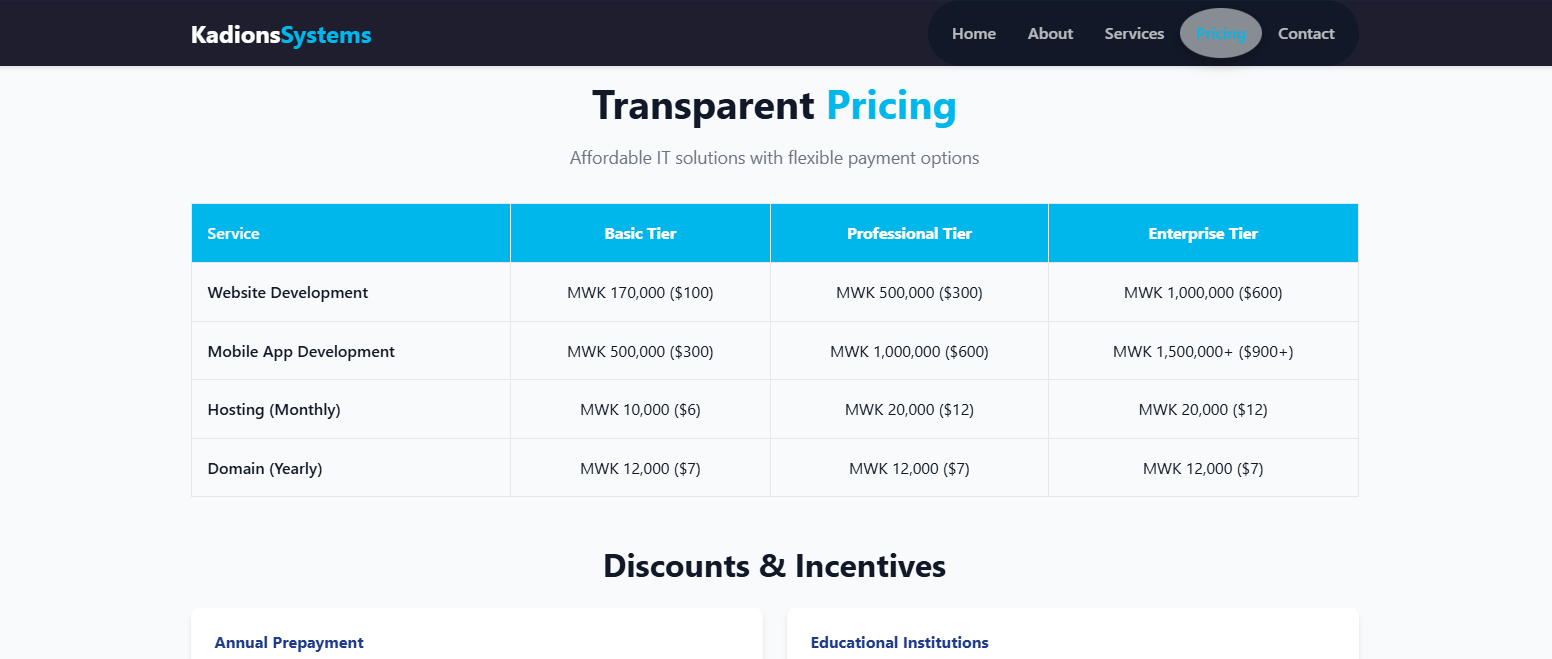 KadionsSystems Home About Services Pricing Contact
Transparent Pricing
Affordable IT solutions with flexible payment options
Service Basic Tier Professional Tier Enterprise Tier
Website Development MWK 170,000 ($100) MWK 500,000 ($300) MWK 1,000,000 ($600)
Mobile App Development MWK 500,000 ($300) MWK 1,000,000 ($600) MWK 1,500,000+ ($900+)
Hosting (Monthly) MWK 10,000 ($6) MWK 20,000 ($12) MWK 20,000 ($12)
Domain (Yearly) MWK 12,000 ($7) MWK 12,000 ($7) MWK 12,000 ($7)
Discounts & Incentives
Annual Prepayment Educational Institutions